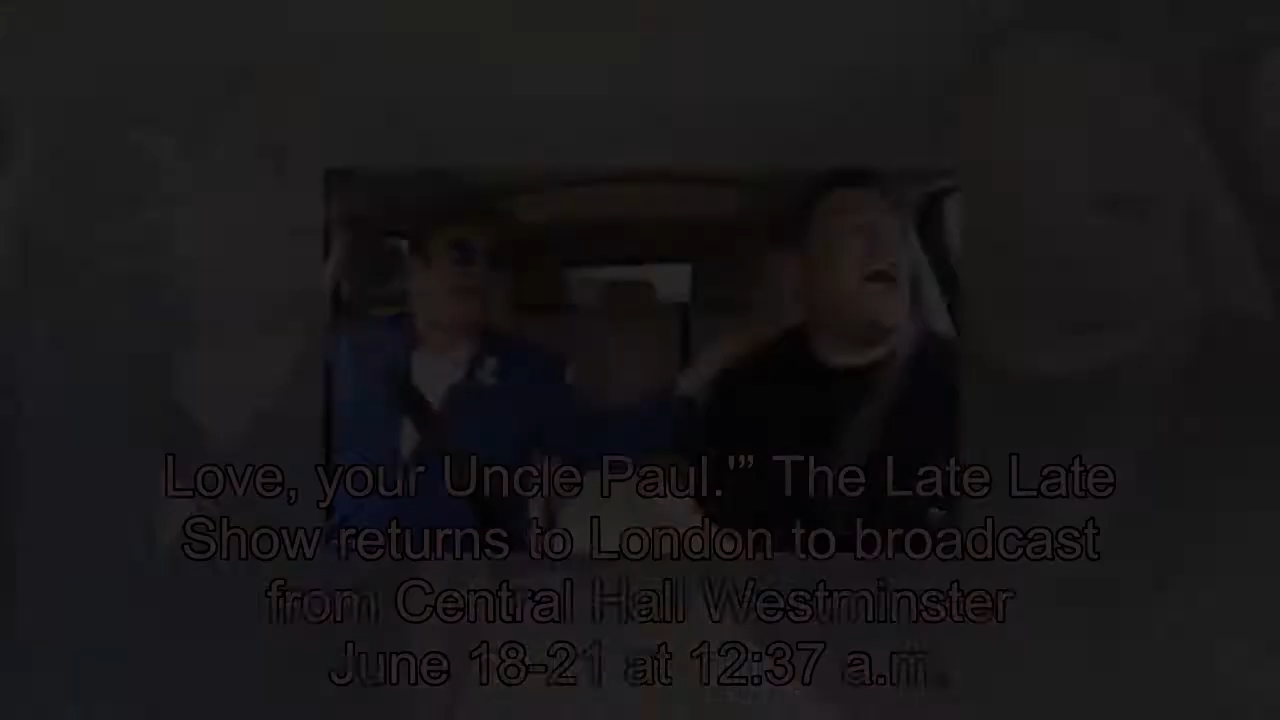 Love, your Uncle Paul.'” The Late Late
Show returns to London to broadcast
from Central Hall Westminster
June 18-21 at 12:37 a.m.